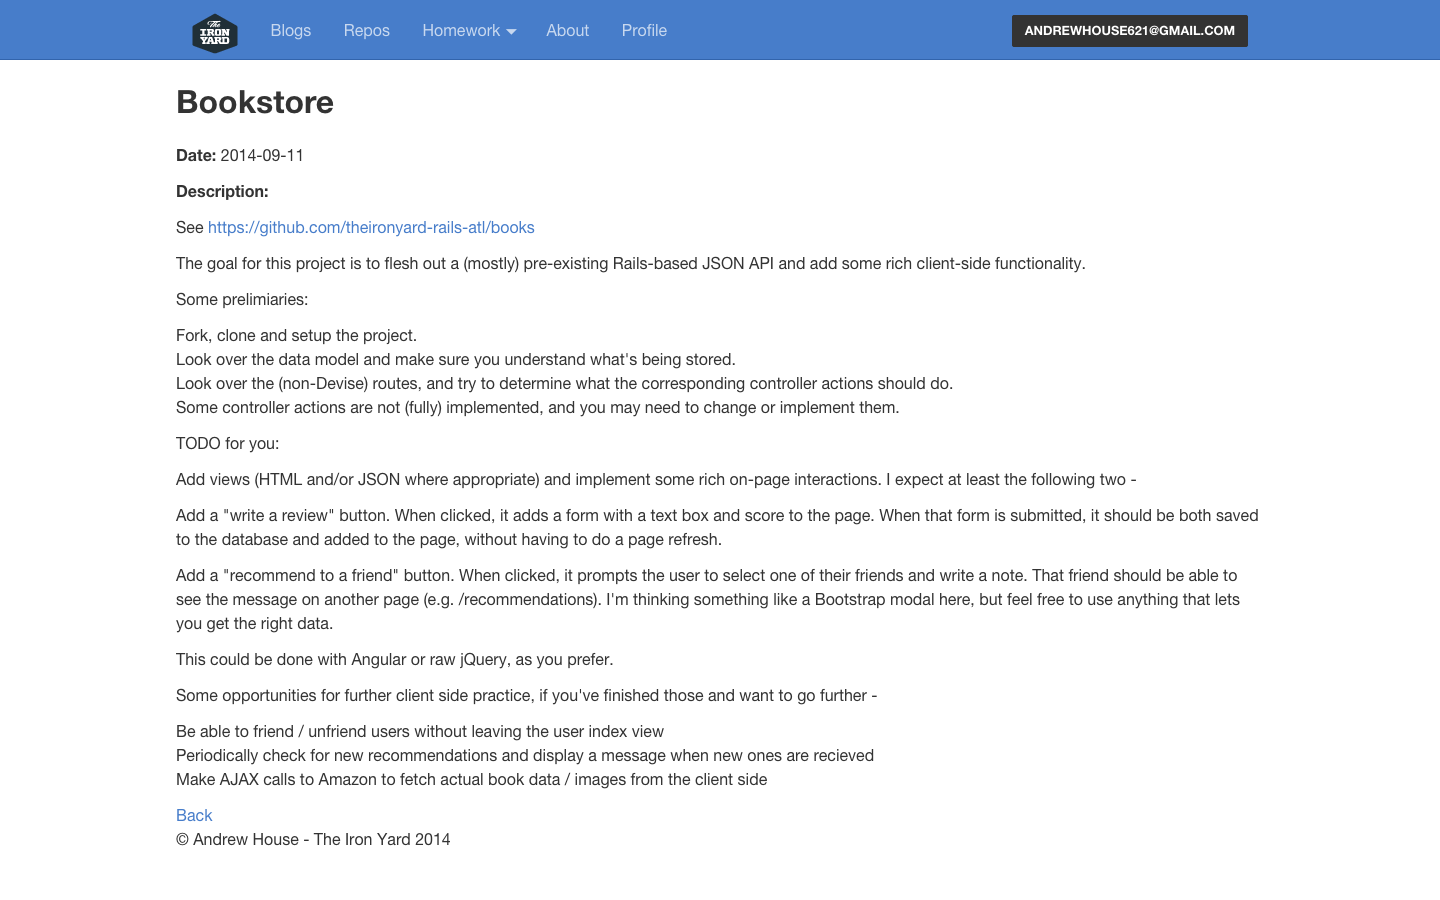 The
IRON
YARD
Blogs
Repos
Homework
About
Profile
ANDREWHOUSE621@GMAIL.COM
Bookstore
Date: 2014-09-11
Description:
See https://github.com/theironyard-rails-atl/books
The goal for this project is to flesh out a (mostly) pre-existing Rails-based JSON API and add some rich client-side functionality.
Some prelimiaries:
Fork, clone and setup the project.
Look over the data model and make sure you understand what's being stored.
Look over the (non-Devise) routes, and try to determine what the corresponding controller actions should do.
Some controller actions are not (fully) implemented, and you may need to change or implement them.
TODO for you:
Add views (HTML and/or JSON where appropriate) and implement some rich on-page interactions. I expect at least the following two -
Add a "write a review" button. When clicked, it adds a form with a text box and score to the page. When that form is submitted, it should be both saved
to the database and added to the page, without having to do a page refresh.
Add a "recommend to a friend" button. When clicked, it prompts the user to select one of their friends and write a note. That friend should be able to
see the message on another page (e.g. /recommendations). I'm thinking something like a Bootstrap modal here, but feel free to use anything that lets
you get the right data.
This could be done with Angular or raw jQuery, as you prefer.
Some opportunities for further client side practice, if you've finished those and want to go further -
Be able to friend / unfriend users without leaving the user index view
Periodically check for new recommendations and display a message when new ones are recieved
Make AJAX calls to Amazon to fetch actual book data / images from the client side
Back
© Andrew House - The Iron Yard 2014